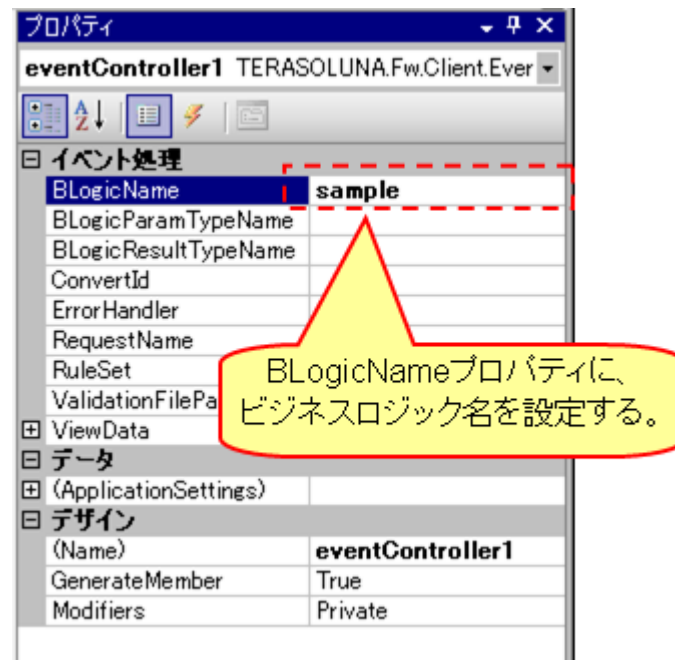 プロパティ
eventController1 TERASOLUNA.Fw.Client.Ever
イベント処理
BLogicName sample
BLogicParamTypeName
BLogicResultTypeName
ConvertId
ErrorHandler
RequestName
RuleSet
ValidationFilePa
ViewData
BLogicNameプロパティに、
ビジネスロジック名を設定する。
データ
(ApplicationSettings)
デザイン
(Name) eventController1
GenerateMember True
Modifiers Private